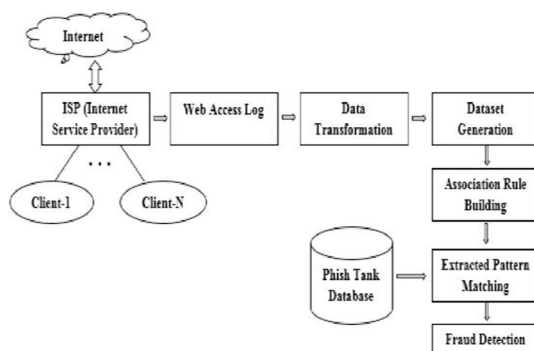 Internet
ISP (Internet
Service Provider)
Web Access Log
Data
Transformation
Dataset
Generation
...
Client-1
Client-N
Association Rule
Building
Phish Tank
Database
Extracted Pattern
Matching
Fraud Detection